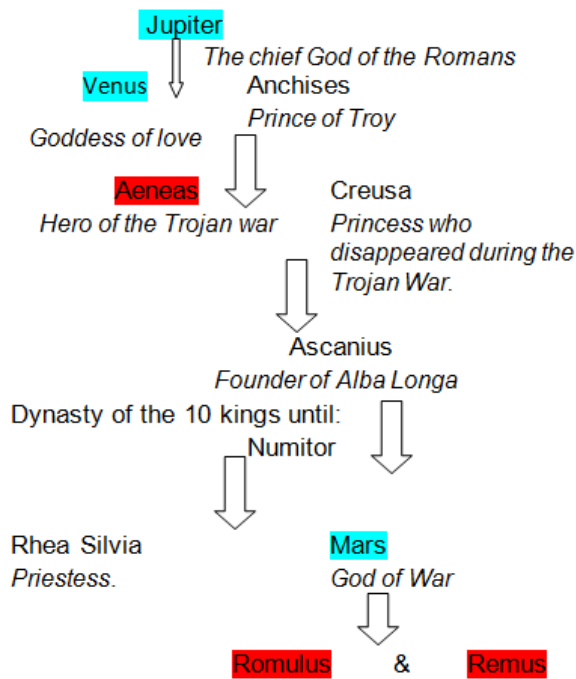 Jupiter
The chief God of the Romans
Venus Anchises
Prince of Troy
Goddess of love
Aeneas Creusa
Hero of the Trojan war Princess who
disappeared during the
Trojan War.
Ascanius
Founder of Alba Longa
Dynasty of the 10 kings until:
Numitor
Rhea Silvia Mars
Priestess. God of War
Romulus & Remus